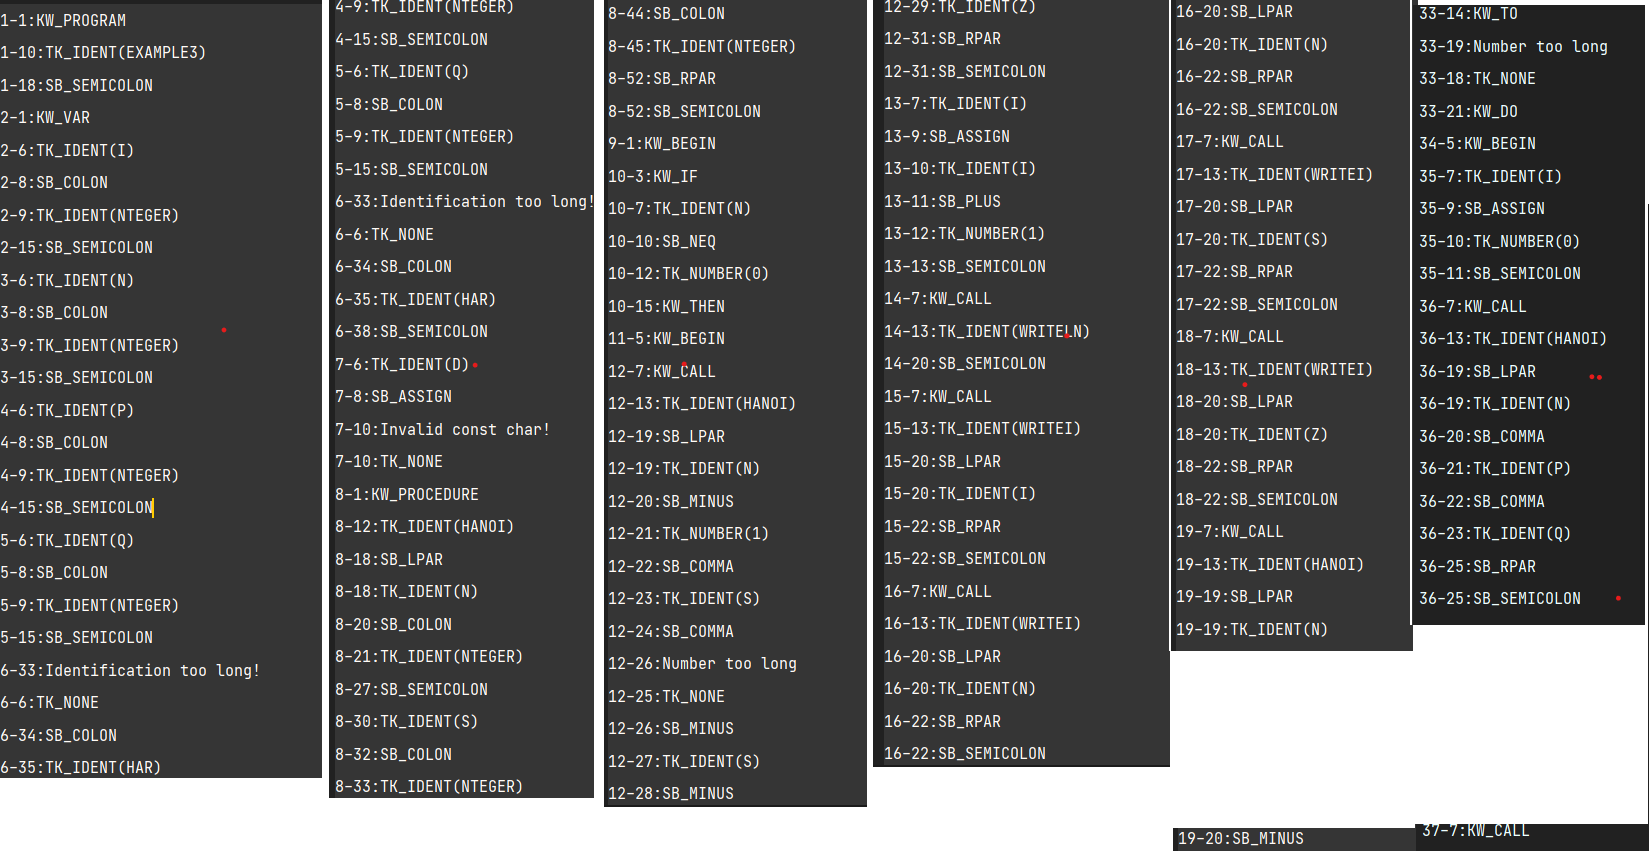 1-1:KW_PROGRAM
1-10:TK_IDENT(EXAMPLE3)
1-18:SB_SEMICOLON
2-1:KW_VAR
2-6:TK_IDENT(I)
2-8:SB_COLON
2-9:TK_IDENT(NTEGER)
2-15:SB_SEMICOLON
3-6:TK_IDENT(N)
3-8:SB_COLON
3-9:TK_IDENT(NTEGER)
3-15:SB_SEMICOLON
4-6:TK_IDENT(P)
4-8:SB_COLON
4-9:TK_IDENT(NTEGER)
4-15:SB_SEMICOLON
5-6:TK_IDENT(Q)
5-8:SB_COLON
5-9:TK_IDENT(NTEGER)
5-15:SB_SEMICOLON
6-33:Identification too long!
6-6:TK_NONE
6-34:SB_COLON
6-35:TK_IDENT(HAR)
4-9:TK_IDENT(NTEGER)
4-15:SB_SEMICOLON
5-6:TK_IDENT(Q)
5-8:SB_COLON
5-9:TK_IDENT(NTEGER)
5-15:SB_SEMICOLON
6-33:Identification too long!
6-6:TK_NONE
6-34:SB_COLON
6-35:TK_IDENT(HAR)
6-38:SB_SEMICOLON
7-6:TK_IDENT(D)
7-8:SB_ASSIGN
7-10:Invalid const char!
7-10:TK_NONE
8-1:KW_PROCEDURE
8-12:TK_IDENT(HANOI)
8-18:SB_LPAR
8-18:TK_IDENT(N)
8-20:SB_COLON
8-21:TK_IDENT(NTEGER)
8-27:SB_SEMICOLON
8-30:TK_IDENT(S)
8-32:SB_COLON
8-33:TK_IDENT(NTEGER)
8-44:SB_COLON
8-45:TK_IDENT(NTEGER)
8-52:SB_RPAR
8-52:SB_SEMICOLON
9-1:KW_BEGIN
10-3:KW_IF
10-7:TK_IDENT(N)
10-10:SB_NEQ
10-12:TK_NUMBER(0)
10-15:KW_THEN
11-5:KW_BEGIN
12-7:KW_CALL
12-13:TK_IDENT(HANOI)
12-19:SB_LPAR
12-19:TK_IDENT(N)
12-20:SB_MINUS
12-21:TK_NUMBER(1)
12-22:SB_COMMA
12-23:TK_IDENT(S)
12-24:SB_COMMA
12-26:Number too long
12-25:TK_NONE
12-26:SB_MINUS
12-27:TK_IDENT(S)
12-28:SB_MINUS
12-29:TK_IDENT(Z)
12-31:SB_RPAR
12-31:SB_SEMICOLON
13-7:TK_IDENT(I)
13-9:SB_ASSIGN
13-10:TK_IDENT(I)
13-11:SB_PLUS
13-12:TK_NUMBER(1)
13-13:SB_SEMICOLON
14-7:KW_CALL
14-13:TK_IDENT(WRITELN)
14-20:SB_SEMICOLON
15-7:KW_CALL
15-13:TK_IDENT(WRITEI)
15-20:SB_LPAR
15-20:TK_IDENT(I)
15-22:SB_RPAR
15-22:SB_SEMICOLON
16-7:KW_CALL
16-13:TK_IDENT(WRITEI)
16-20:SB_LPAR
16-20:TK_IDENT(N)
16-22:SB_RPAR
16-22:SB_SEMICOLON
16-20:SB_LPAR
16-20:TK_IDENT(N)
16-22:SB_RPAR
16-22:SB_SEMICOLON
17-7:KW_CALL
17-13:TK_IDENT(WRITEI)
17-20:SB_LPAR
17-20:TK_IDENT(S)
17-22:SB_RPAR
17-22:SB_SEMICOLON
18-7:KW_CALL
18-13:TK_IDENT(WRITEI)
18-20:SB_LPAR
18-20:TK_IDENT(Z)
18-22:SB_RPAR
18-22:SB_SEMICOLON
19-7:KW_CALL
19-13:TK_IDENT(HANOI)
19-19:SB_LPAR
19-19:TK_IDENT(N)
19-20:SB_MINUS
33-14:KW_TO
33-19:Number too long
33-18:TK_NONE
33-21:KW_DO
34-5:KW_BEGIN
35-7:TK_IDENT(I)
35-9:SB_ASSIGN
35-10:TK_NUMBER(0)
35-11:SB_SEMICOLON
36-7:KW_CALL
36-13:TK_IDENT(HANOI)
36-19:SB_LPAR
36-19:TK_IDENT(N)
36-20:SB_COMMA
36-21:TK_IDENT(P)
36-22:SB_COMMA
36-23:TK_IDENT(Q)
36-25:SB_RPAR
36-25:SB_SEMICOLON
37-7:KW_CALL